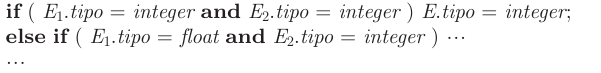 if ( E₁.tipo = integer and E₂.tipo = integer ) E.tipo = integer;
else if ( E₁.tipo = float and E₂.tipo = integer ) ⋯
⋯